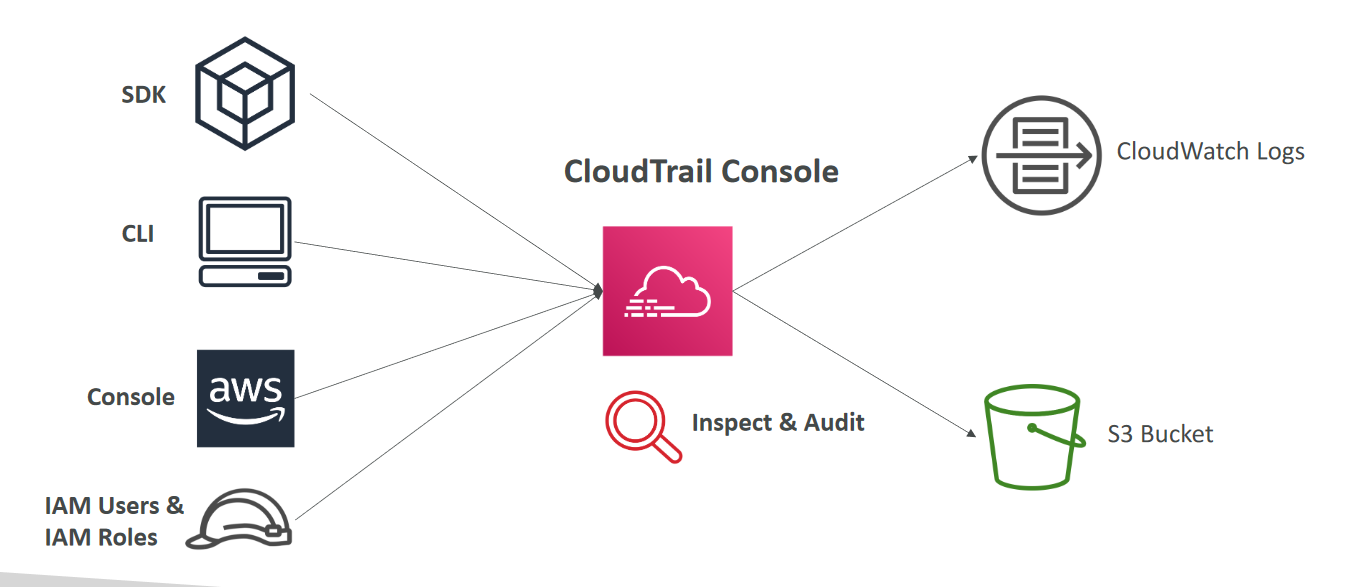 SDK
CloudTrail Console
CloudWatch Logs
CLI
Console
aws
Inspect & Audit
S3 Bucket
IAM Users &
IAM Roles